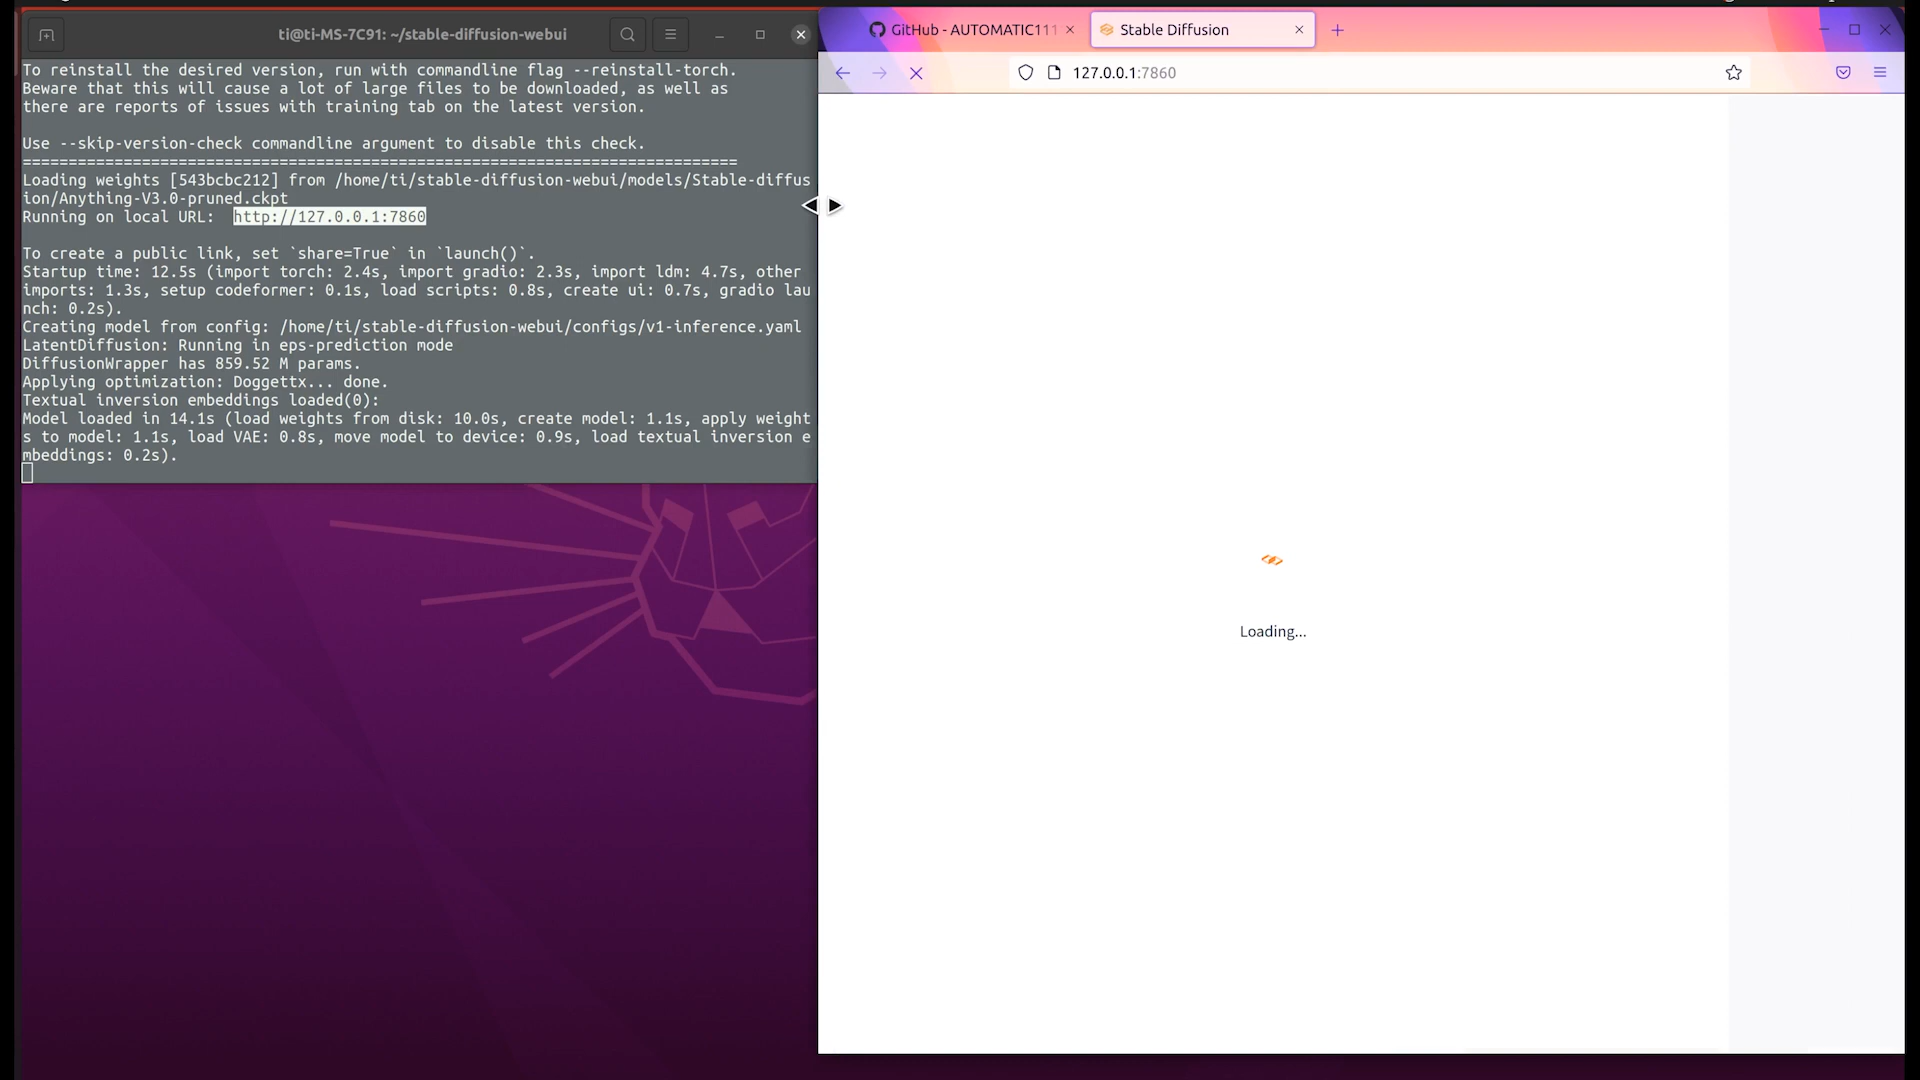 ti@ti-MS-7C91: ~/stable-diffusion-webui
To reinstall the desired version, run with commandline flag --reinstall-torch.
Beware that this will cause a lot of large files to be downloaded, as well as
there are reports of issues with training tab on the latest version.
Use --skip-version-check commandline argument to disable this check.
==============================================================================
Loading weights [543bcbc212] from /home/ti/stable-diffusion-webui/models/Stable-diffus
ion/Anything-V3.0-pruned.ckpt
Running on local URL:  http://127.0.0.1:7860
To create a public link, set `share=True` in `launch()`.
Startup time: 12.5s (import torch: 2.4s, import gradio: 2.3s, import ldm: 4.7s, other
imports: 1.3s, setup codeformer: 0.1s, load scripts: 0.8s, create ui: 0.7s, gradio lau
nch: 0.2s).
Creating model from config: /home/ti/stable-diffusion-webui/configs/v1-inference.yaml
LatentDiffusion: Running in eps-prediction mode
DiffusionWrapper has 859.52 M params.
Applying optimization: Doggettx... done.
Textual inversion embeddings loaded(0):
Model loaded in 14.1s (load weights from disk: 10.0s, create model: 1.1s, apply weight
s to model: 1.1s, load VAE: 0.8s, move model to device: 0.9s, load textual inversion e
mbeddings: 0.2s).
GitHub - AUTOMATIC111
Stable Diffusion
127.0.0.1:7860
Loading...